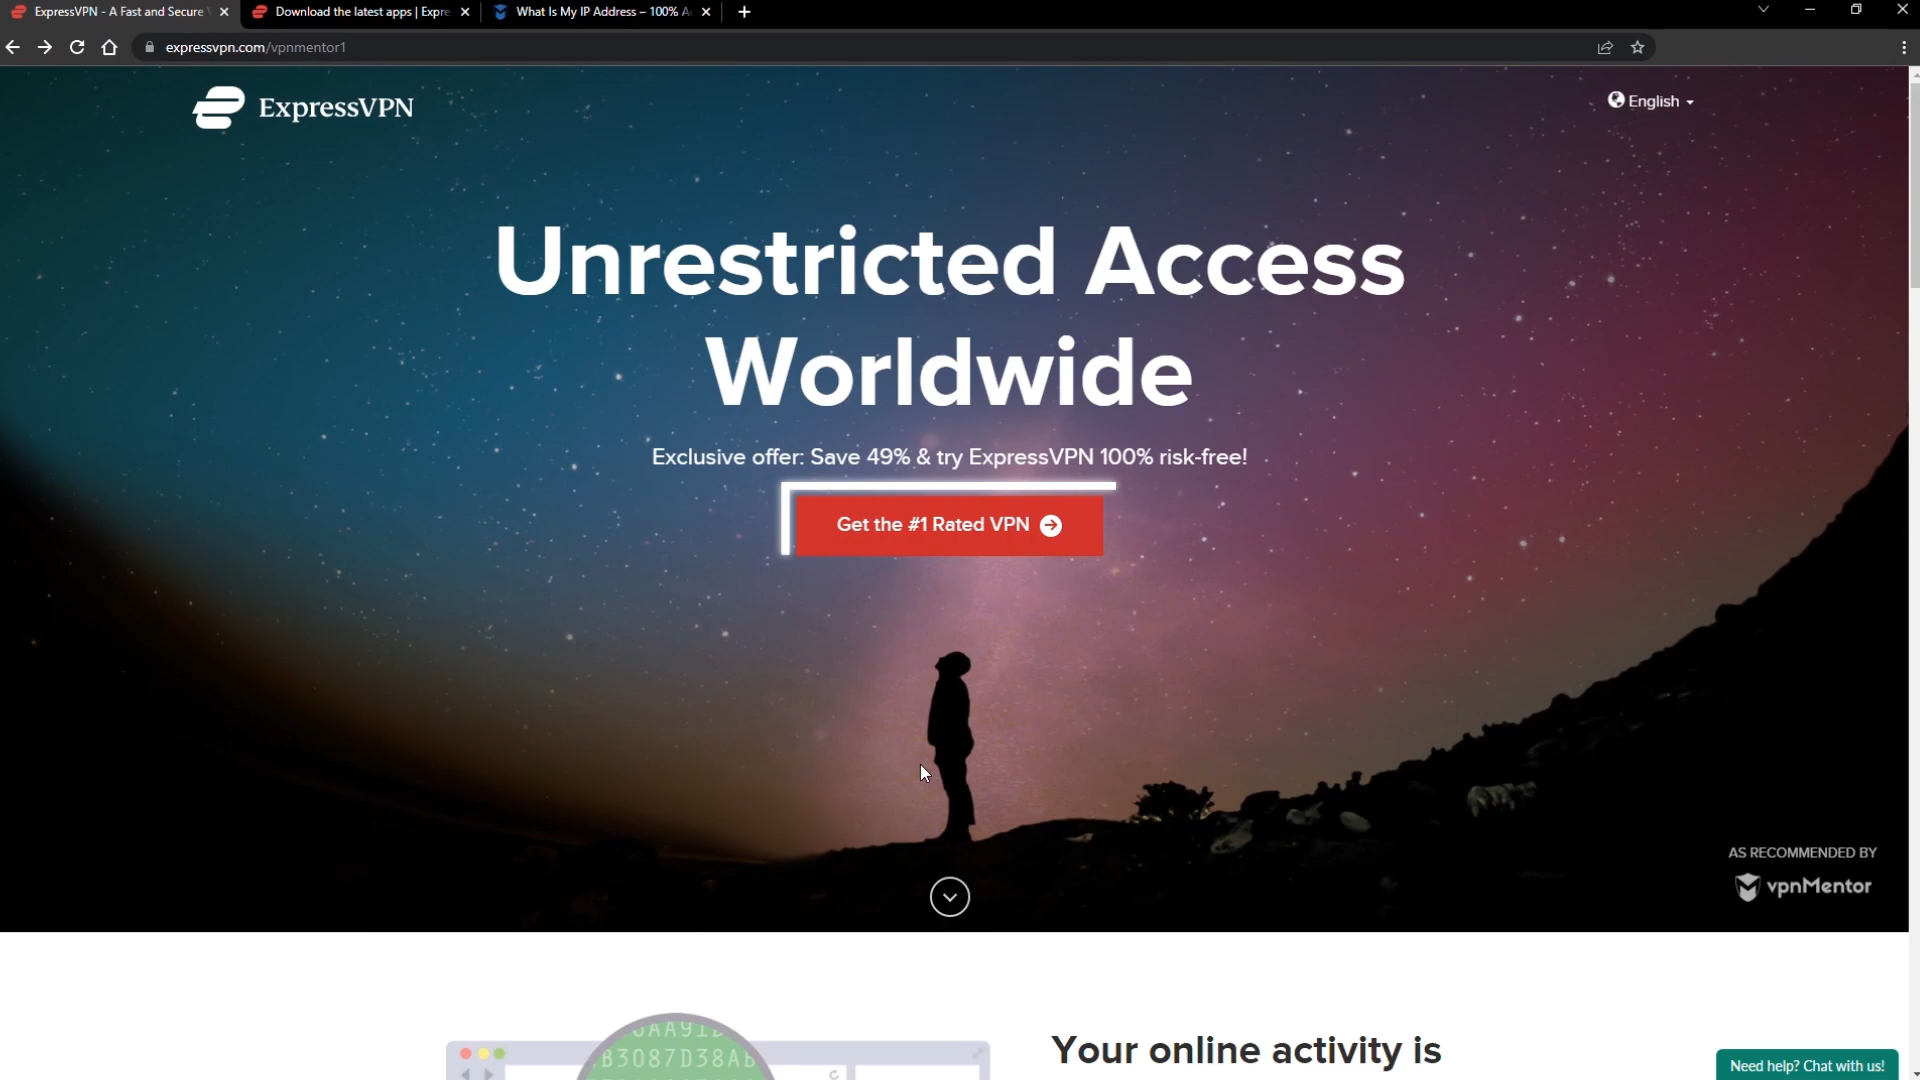 ExpressVPN - A Fast and Secure
Download the latest apps | Expre
What Is My IP Address – 100% A
expressvpn.com/vpnmentor1
ExpressVPN
English
Unrestricted Access
Worldwide
Exclusive offer: Save 49% & try ExpressVPN 100% risk-free!
Get the #1 Rated VPN
AS RECOMMENDED BY
vpnMentor
B3087D38AB
Your online activity is
Need help? Chat with us!